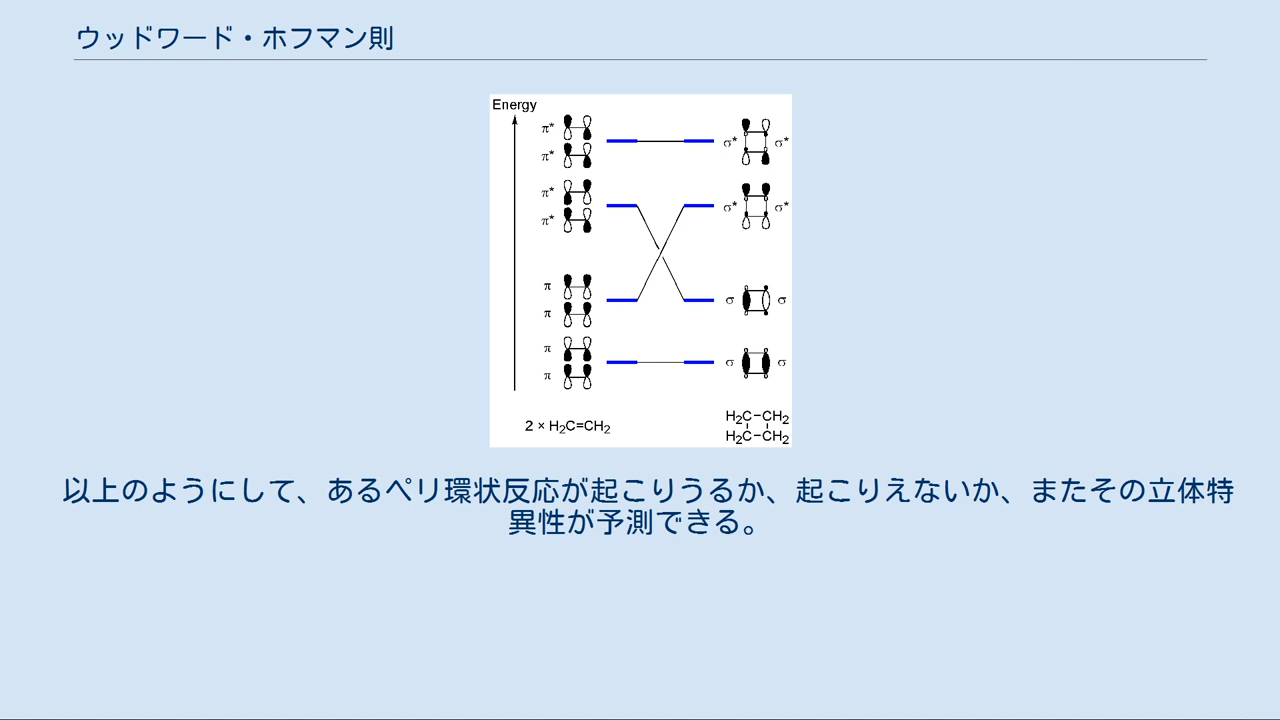 ウッドワード・ホフマン則
Energy
π*
π*
σ*
σ*
π*
π*
σ*
σ*
π
π
σ
σ
π
π
σ
σ
2 × H₂C=CH₂
H₂C−CH₂
H₂C−CH₂
以上のようにして、あるペリ環状反応が起こりうるか、起こりえないか、またその立体特
異性が予測できる。